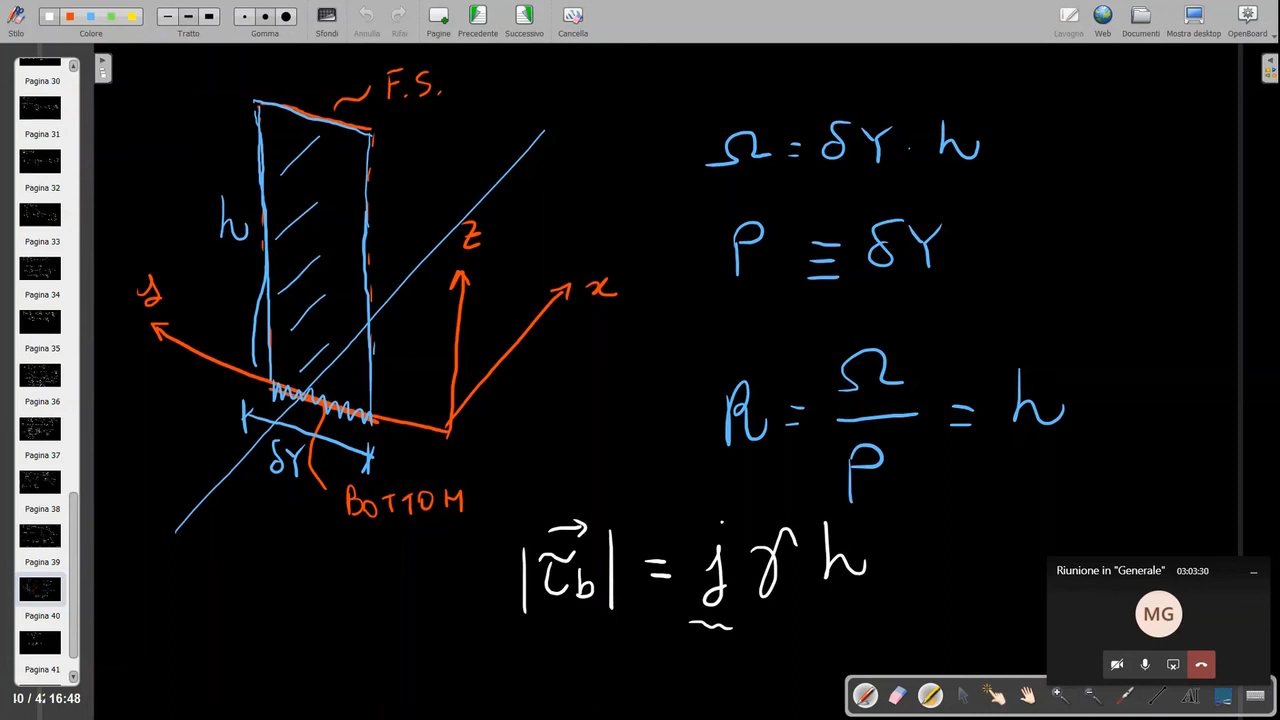 Stilo
Colore
Tratto
Gomma
Sfondi
Annulla
Pagine
Precedente
Successivo
Cancella
Lavagna
Web
Documenti
Mostra desktop
OpenBoard
Pagina 30
Pagina 31
Pagina 32
Pagina 33
Pagina 34
Pagina 35
Pagina 36
Pagina 37
Pagina 38
Pagina 39
Pagina 40
Pagina 41
16:48
F.S.
h
z
x
y
δY
BOTTOM
Ω = δY · h
P ≡ δY
R = Ω / P = h
|τ⃗b| = j γ h
Riunione in "Generale" 03:03:30
MG